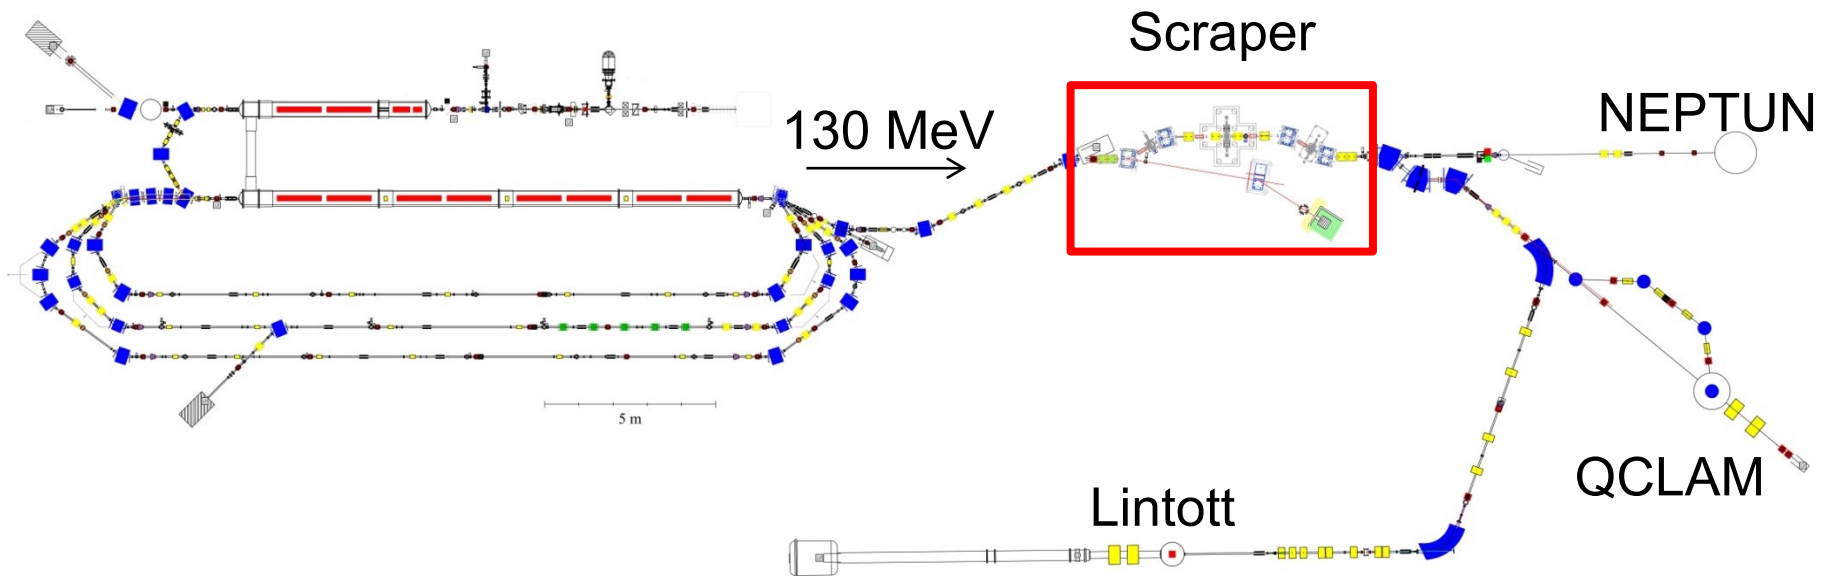 Scraper
NEPTUN
130 MeV
5 m
QCLAM
Lintott